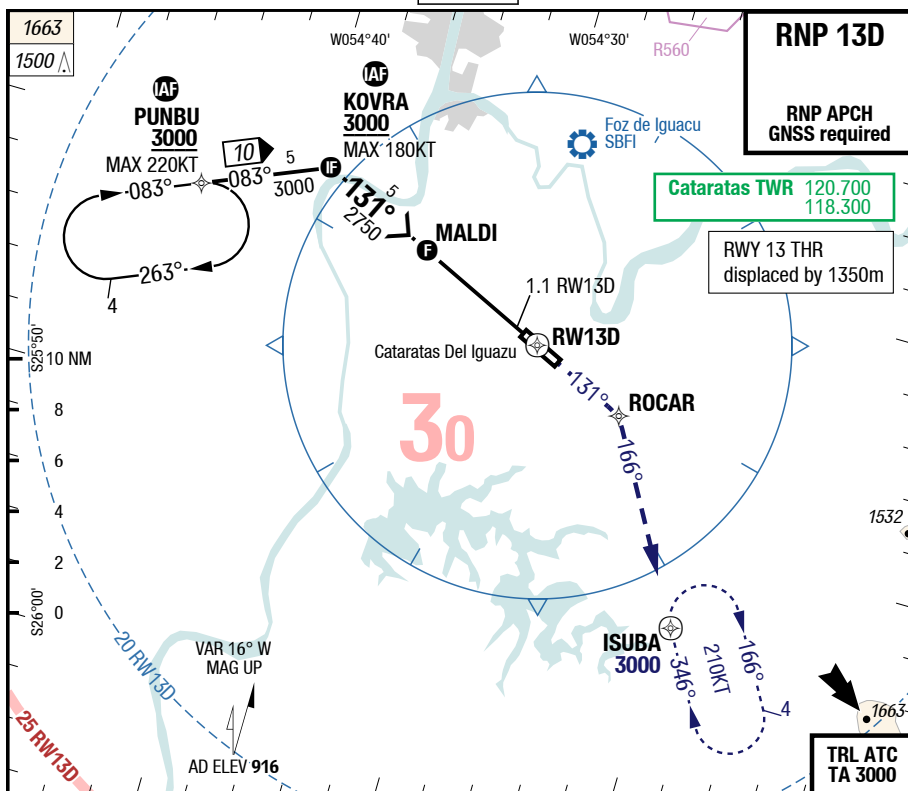 1663
1500
W054°40'
W054°30'
R560
RNP 13D
RNP APCH
GNSS required
IAF
PUNBU
3000
MAX 220KT
IAF
KOVRA
3000
MAX 180KT
Foz de Iguacu
SBFI
10
5
083°
083°
3000
IF
5
131°
2750
263°
4
F
MALDI
Cataratas TWR 120.700
118.300
RWY 13 THR
displaced by 1350m
1.1 RW13D
RW13D
Cataratas Del Iguazu
S25°50'
10 NM
8
6
4
2
0
S26°00'
30
131°
ROCAR
166°
1532
ISUBA
3000
346°
210KT
166°
4
VAR 16° W
MAG UP
20 RW13D
25 RW13D
AD ELEV 916
1663
TRL ATC
TA 3000